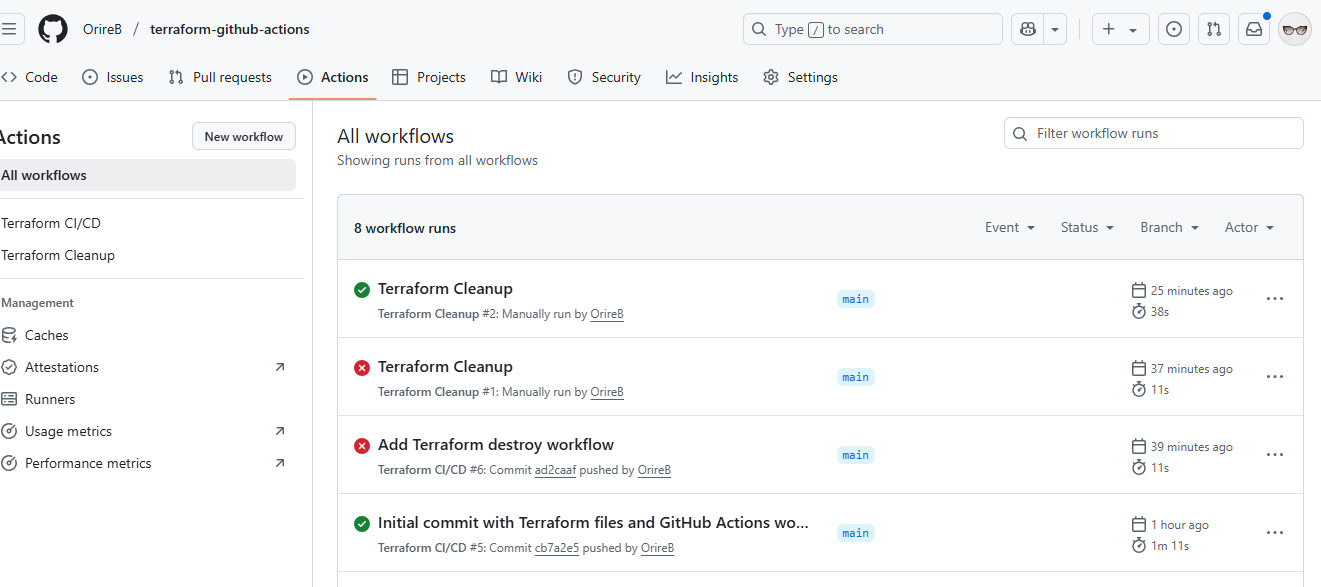 OrireB / terraform-github-actions
Type / to search
Code
Issues
Pull requests
Actions
Projects
Wiki
Security
Insights
Settings
Actions
New workflow
All workflows
Terraform CI/CD
Terraform Cleanup
Management
Caches
Attestations
Runners
Usage metrics
Performance metrics
All workflows
Showing runs from all workflows
Filter workflow runs
8 workflow runs
Event
Status
Branch
Actor
Terraform Cleanup
Terraform Cleanup #2: Manually run by OrireB
main
25 minutes ago
38s
Terraform Cleanup
Terraform Cleanup #1: Manually run by OrireB
main
37 minutes ago
11s
Add Terraform destroy workflow
Terraform CI/CD #6: Commit ad2caaf pushed by OrireB
main
39 minutes ago
11s
Initial commit with Terraform files and GitHub Actions wo...
Terraform CI/CD #5: Commit cb7a2e5 pushed by OrireB
main
1 hour ago
1m 11s